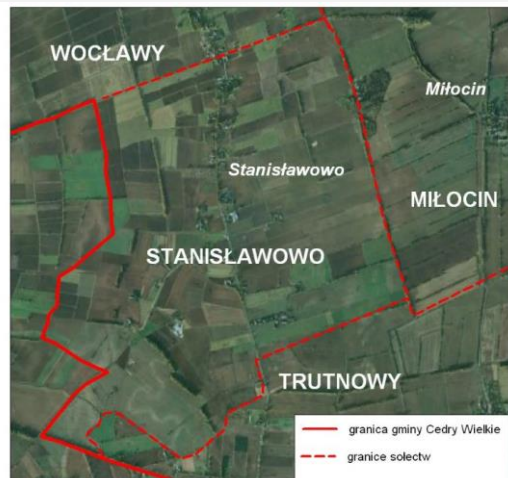 WOCŁAWY
Miłocin
Stanisławowo
MIŁOCIN
STANISŁAWOWO
TRUTNOWY
granica gminy Cedry Wielkie
granice sołectw